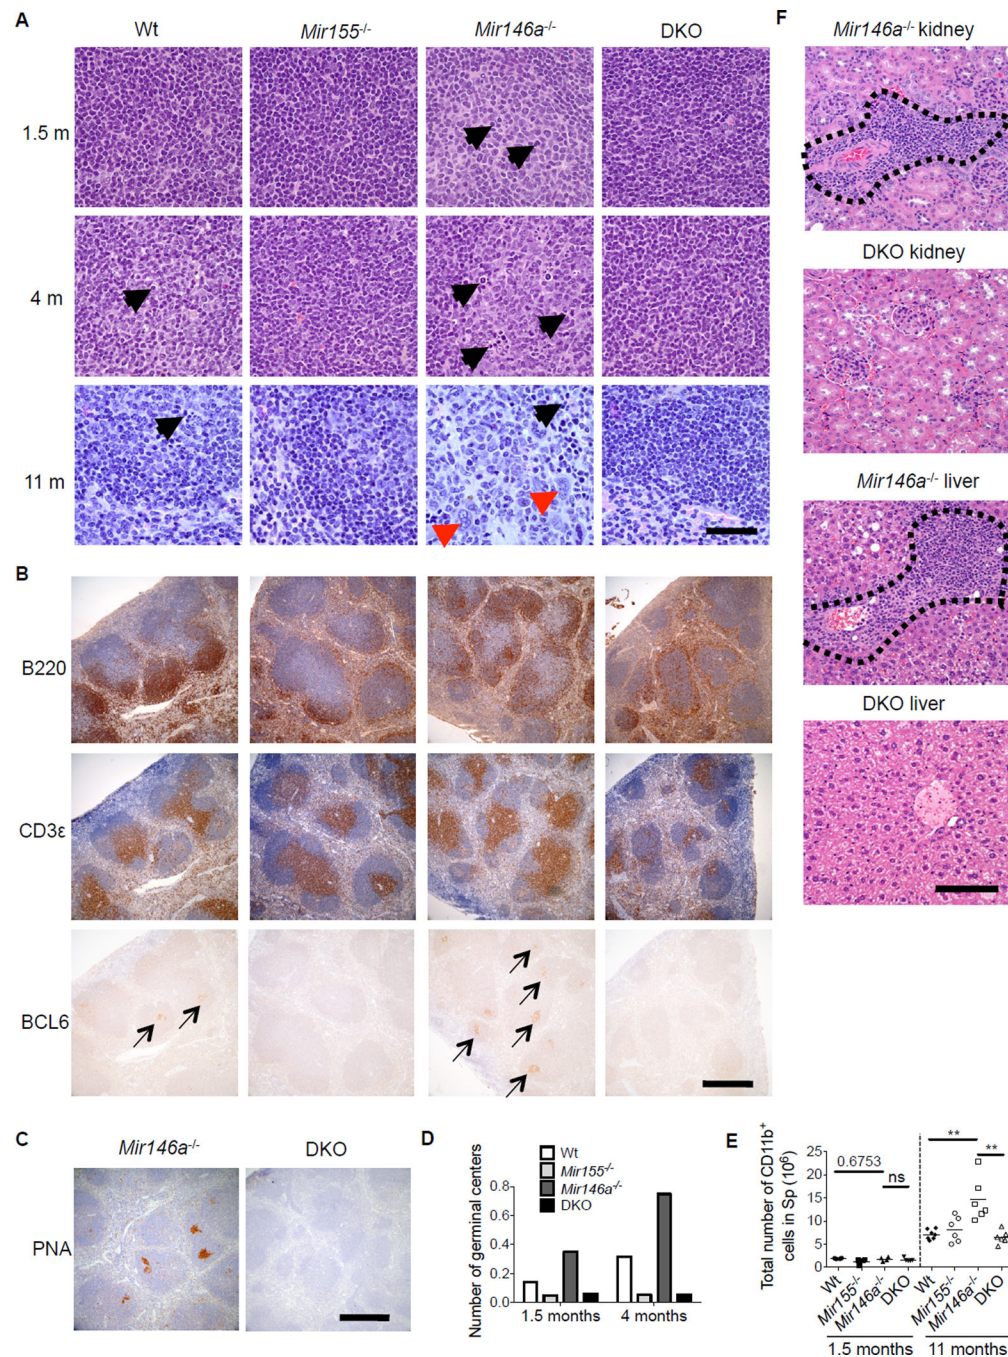 A
Wt
Mir155-/-
Mir146a-/-
DKO
1.5 m
4 m
11 m
B
B220
CD3ε
BCL6
C
Mir146a-/-
DKO
PNA
D
Wt
Mir155-/-
Mir146a-/-
DKO
Number of germinal centers
0.8
0.6
0.4
0.2
0.0
1.5 months
4 months
E
Total number of CD11b+
cells in Sp (10^6)
25
20
15
10
5
0
0.6753
ns
**
**
Wt
Mir155-/-
Mir146a-/-
DKO
Wt
Mir155-/-
Mir146a-/-
DKO
1.5 months
11 months
F
Mir146a-/- kidney
DKO kidney
Mir146a-/- liver
DKO liver